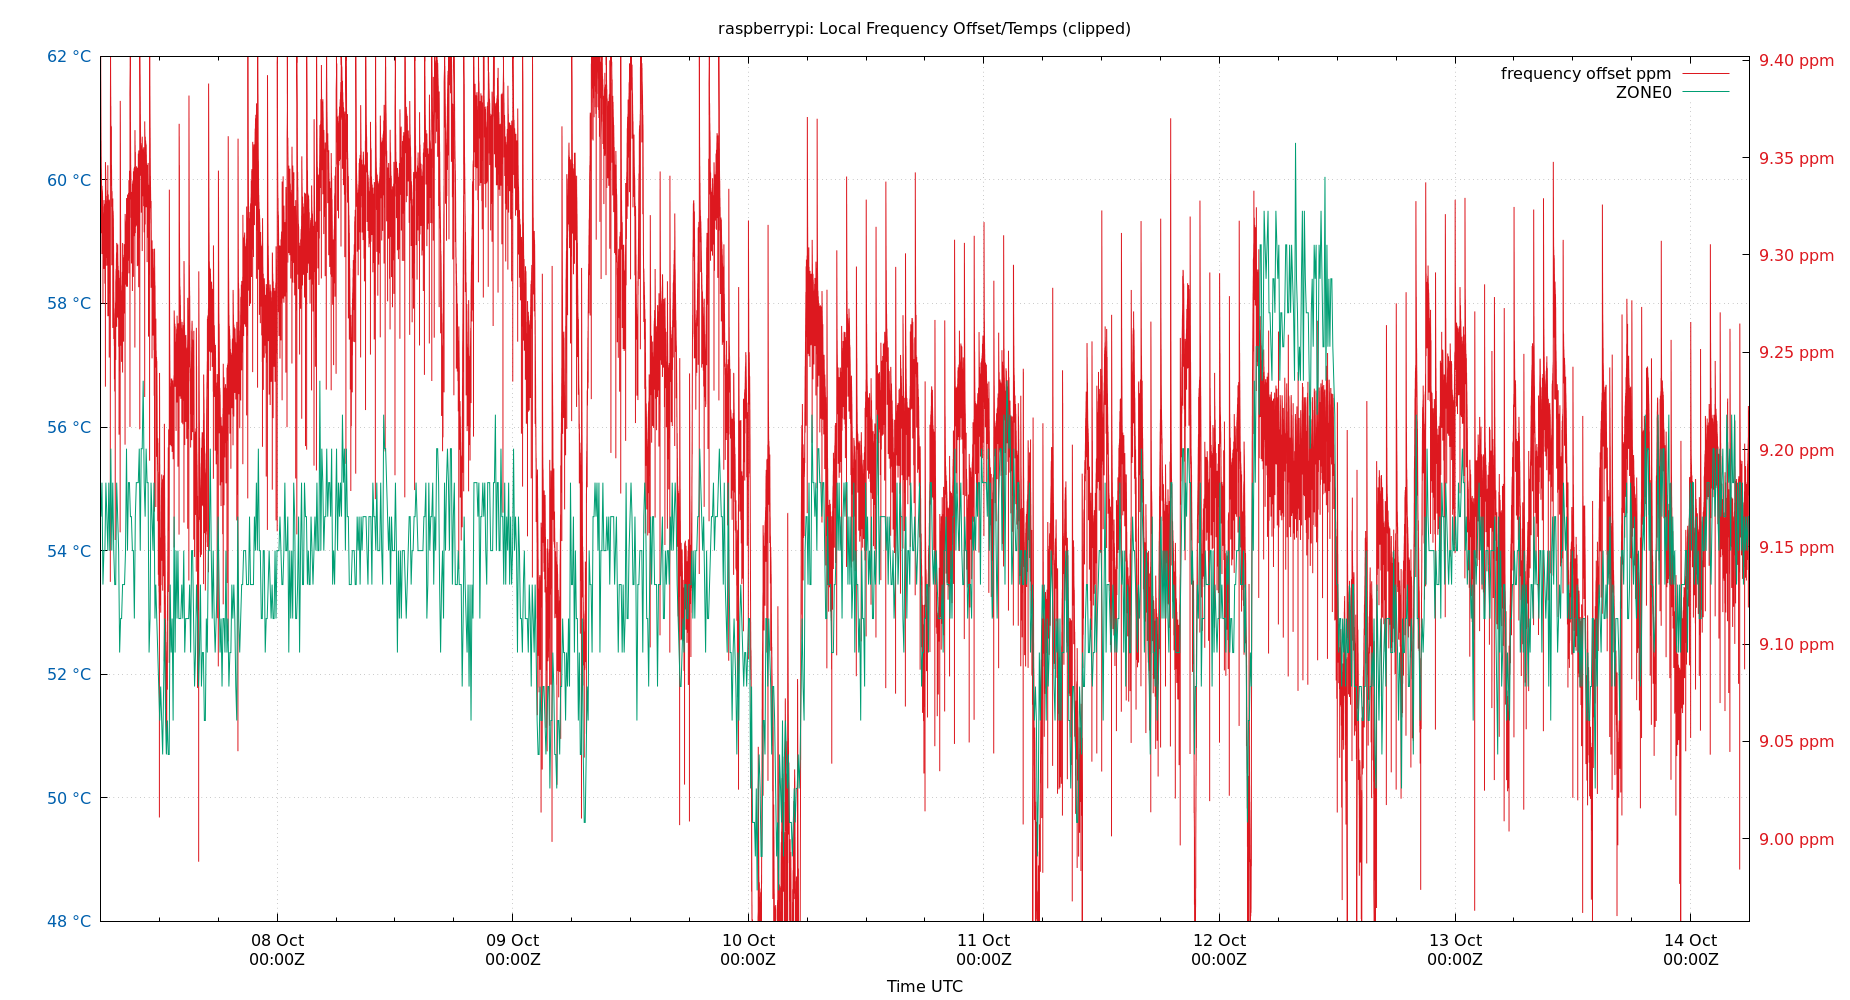 raspberrypi: Local Frequency Offset/Temps (clipped)
62 °C
60 °C
58 °C
56 °C
54 °C
52 °C
50 °C
48 °C
9.40 ppm
9.35 ppm
9.30 ppm
9.25 ppm
9.20 ppm
9.15 ppm
9.10 ppm
9.05 ppm
9.00 ppm
frequency offset ppm
ZONE0
08 Oct
00:00Z
09 Oct
00:00Z
10 Oct
00:00Z
11 Oct
00:00Z
12 Oct
00:00Z
13 Oct
00:00Z
14 Oct
00:00Z
Time UTC